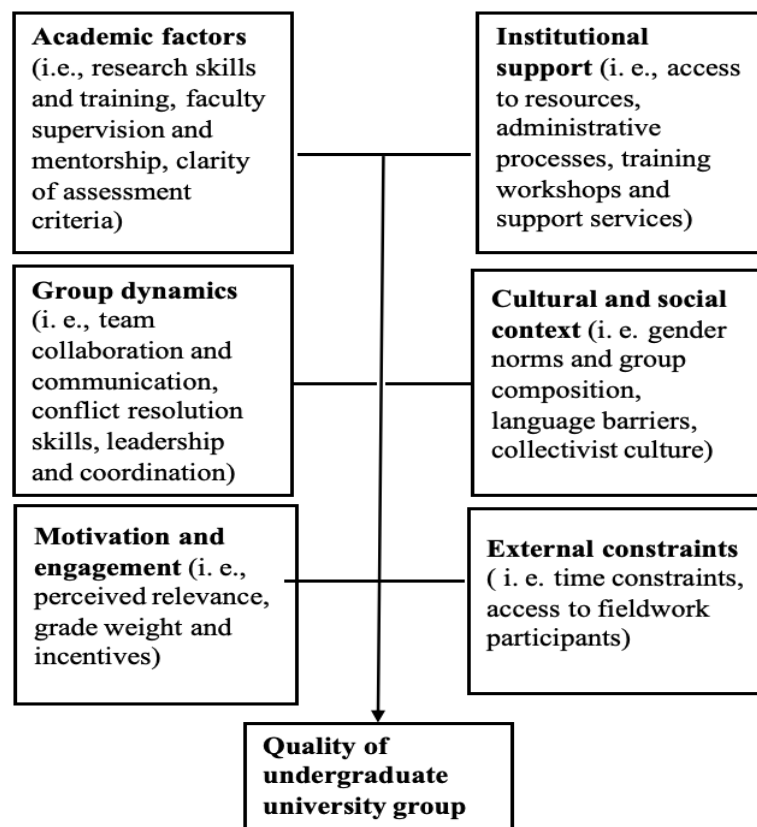 Academic factors
(i.e., research skills
and training, faculty
supervision and
mentorship, clarity
of assessment
criteria)
Institutional
support (i. e., access
to resources,
administrative
processes, training
workshops and
support services)
Group dynamics
(i. e., team
collaboration and
communication,
conflict resolution
skills, leadership
and coordination)
Cultural and social
context (i. e. gender
norms and group
composition,
language barriers,
collectivist culture)
Motivation and
engagement (i. e.,
perceived relevance,
grade weight and
incentives)
External constraints
( i. e. time constraints,
access to fieldwork
participants)
Quality of
undergraduate
university group